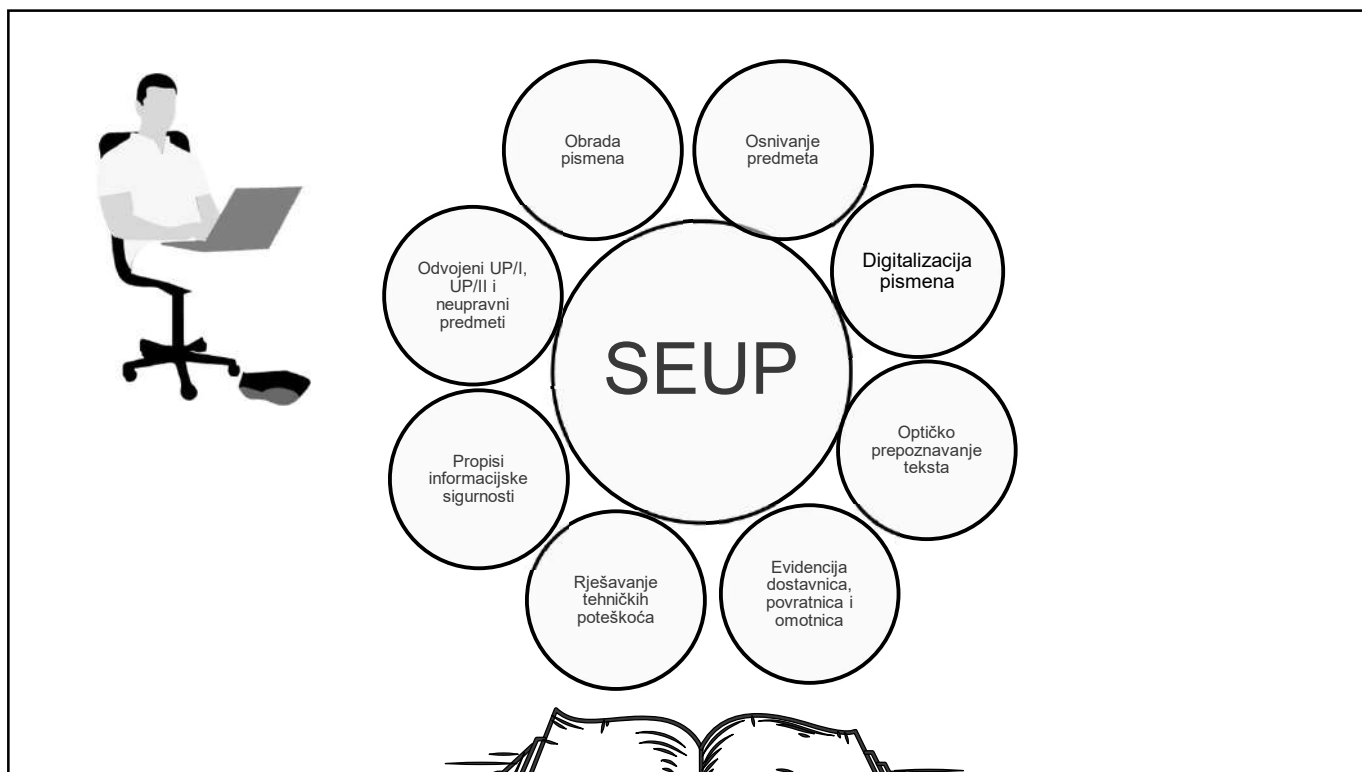 Obrada
pismena
Osnivanje
predmeta
Digitalizacija
pismena
Odvojeni UP/I,
UP/II i
neupravni
predmeti
SEUP
Optičko
prepoznavanje
teksta
Propisi
informacijske
sigurnosti
Rješavanje
tehničkih
poteškoća
Evidencija
dostavnica,
povratnica i
omotnica